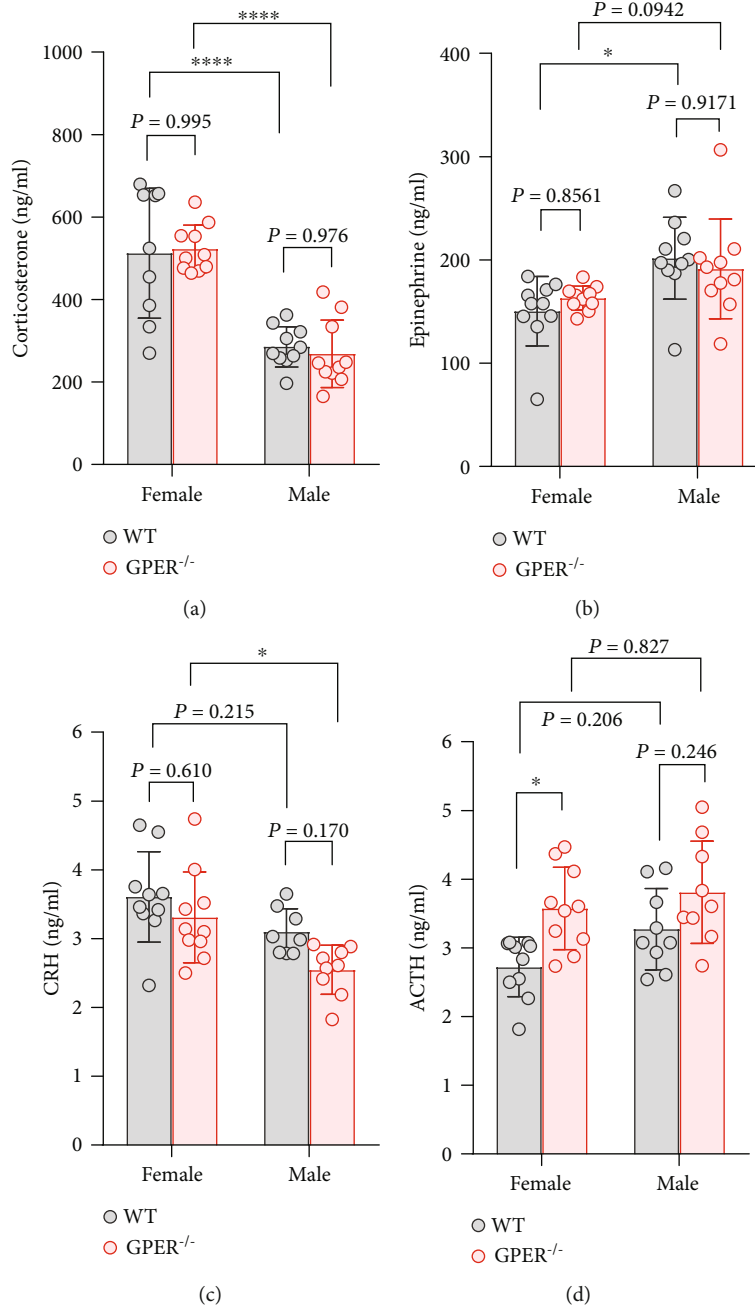 ****
****
P = 0.995
P = 0.976
Corticosterone (ng/ml)
1000
800
600
400
200
0
Female
Male
WT
GPER-/-
(a)
P = 0.0942
*
P = 0.9171
P = 0.8561
Epinephrine (ng/ml)
400
300
200
100
0
Female
Male
WT
GPER-/-
(b)
*
P = 0.215
P = 0.610
P = 0.170
CRH (ng/ml)
6
5
4
3
2
1
0
Female
Male
WT
GPER-/-
(c)
P = 0.827
P = 0.206
P = 0.246
*
ACTH (ng/ml)
6
5
4
3
2
1
0
Female
Male
WT
GPER-/-
(d)